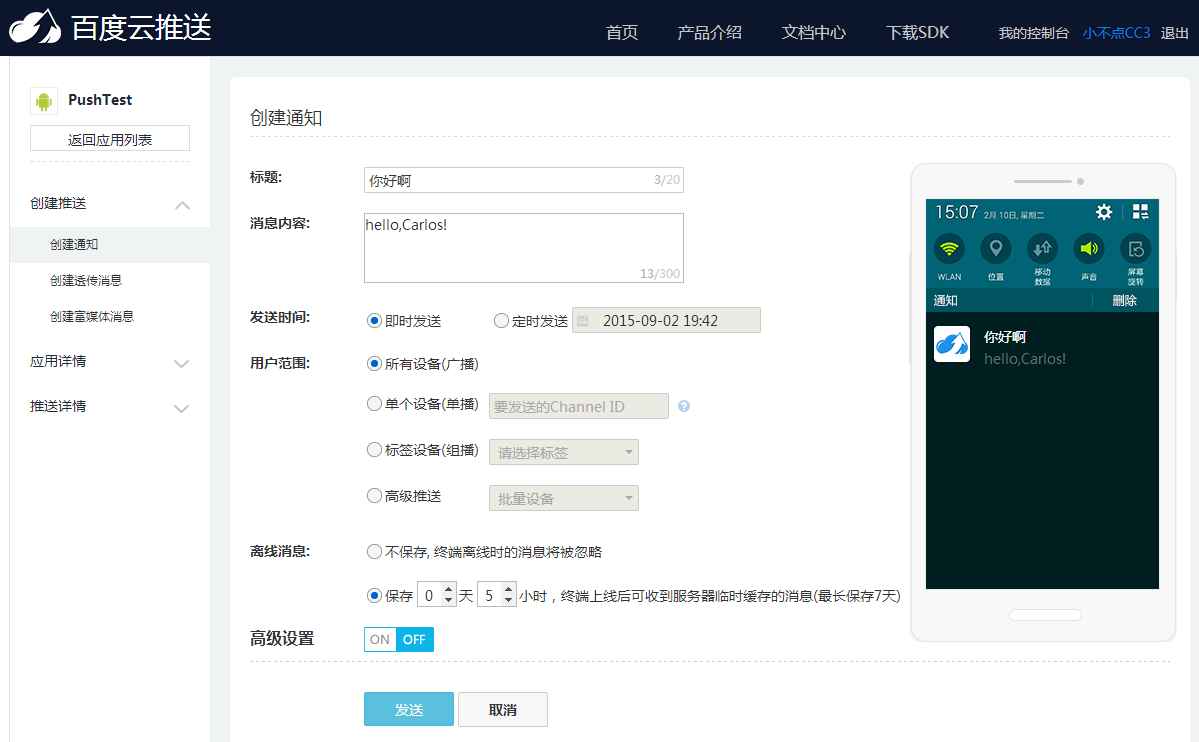 百度云推送
首页 产品介绍 文档中心 下载SDK 我的控制台 小不点CC3 退出
PushTest
返回应用列表
创建推送
创建通知
创建透传消息
创建富媒体消息
应用详情
推送详情
创建通知
标题: 你好啊 3/20
消息内容: hello,Carlos!
13/300
发送时间: 即时发送 定时发送 2015-09-02 19:42
用户范围: 所有设备(广播)
单个设备(单播) 要发送的Channel ID ?
标签设备(组播) 请选择标签
高级推送 批量设备
离线消息: 不保存, 终端离线时的消息将被忽略
保存 0 天 5 小时，终端上线后可收到服务器临时缓存的消息(最长保存7天)
高级设置 ON OFF
发送 取消
15:07 2月 10日, 星期二
WLAN 位置 移动数据 声音 屏幕旋转
通知 删除
你好啊
hello,Carlos!